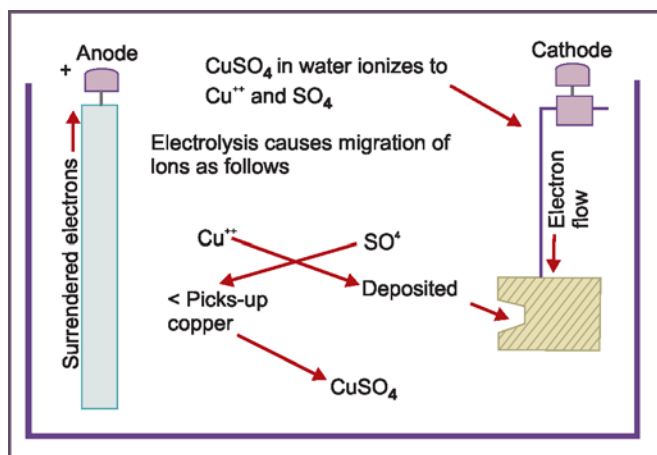 Anode
+
Surrendered electrons
CuSO₄ in water ionizes to
Cu⁺⁺ and SO₄
Electrolysis causes migration of
Ions as follows
Cu⁺⁺
SO⁴
< Picks-up
copper
Deposited
CuSO₄
Cathode
Electron
flow